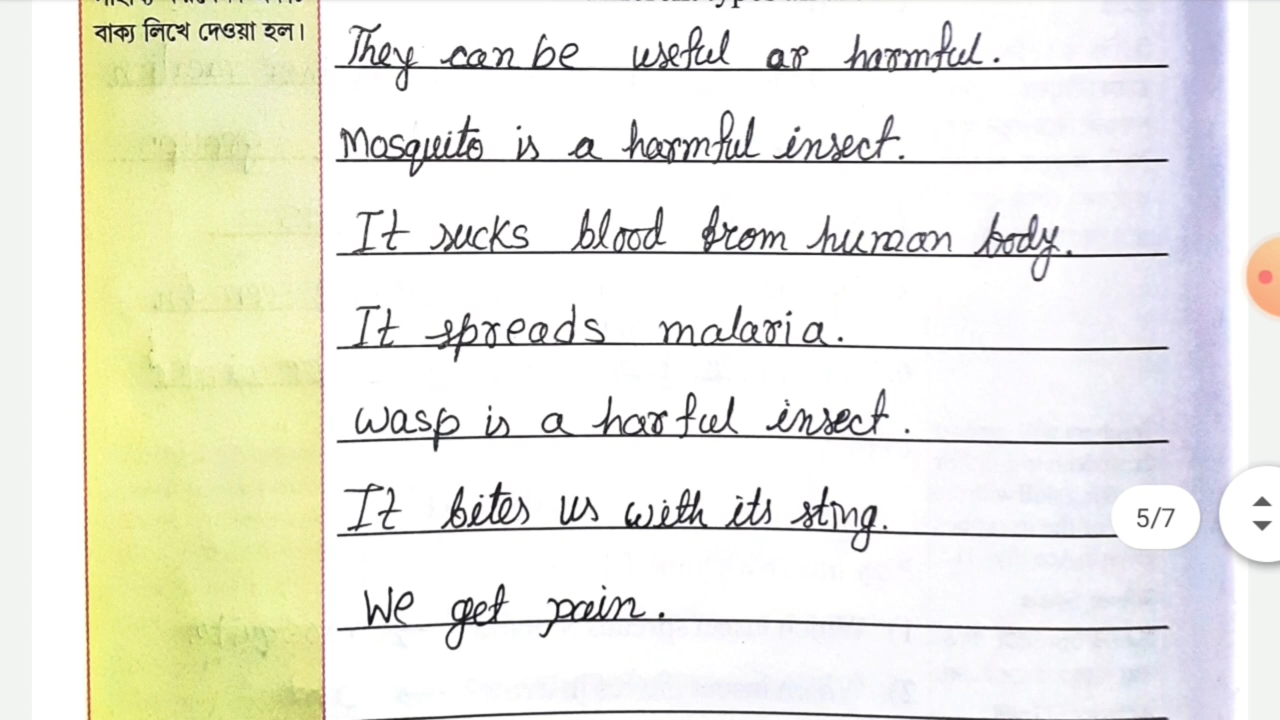 বাক্য লিখে দেওয়া হল।
They can be useful or harmful.
Mosquito is a harmful insect.
It sucks blood from human body.
It spreads malaria.
Wasp is a harful insect.
It bites us with its sting.
5/7
We get pain.